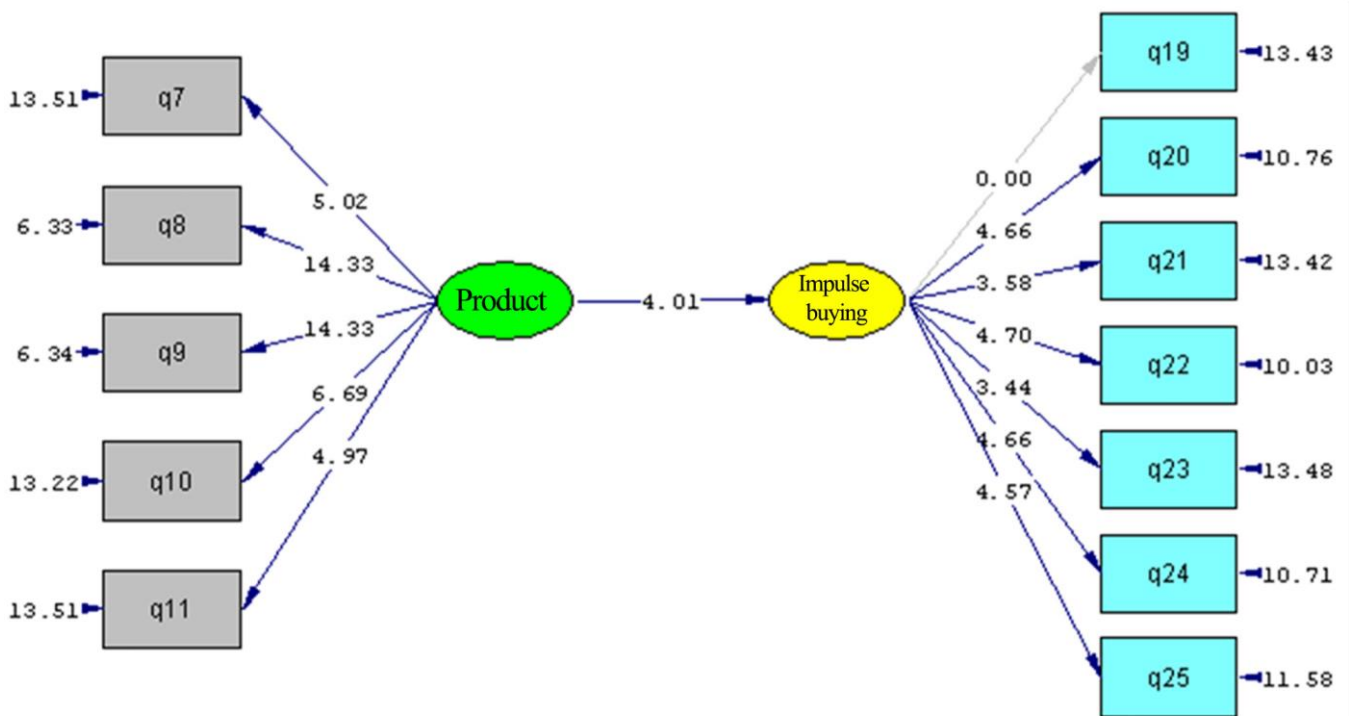 13.51
q7
6.33
q8
6.34
q9
13.22
q10
13.51
q11
5.02
14.33
14.33
6.69
4.97
Product
4.01
Impulse
buying
0.00
4.66
3.58
4.70
3.44
4.66
4.57
q19
13.43
q20
10.76
q21
13.42
q22
10.03
q23
13.48
q24
10.71
q25
11.58